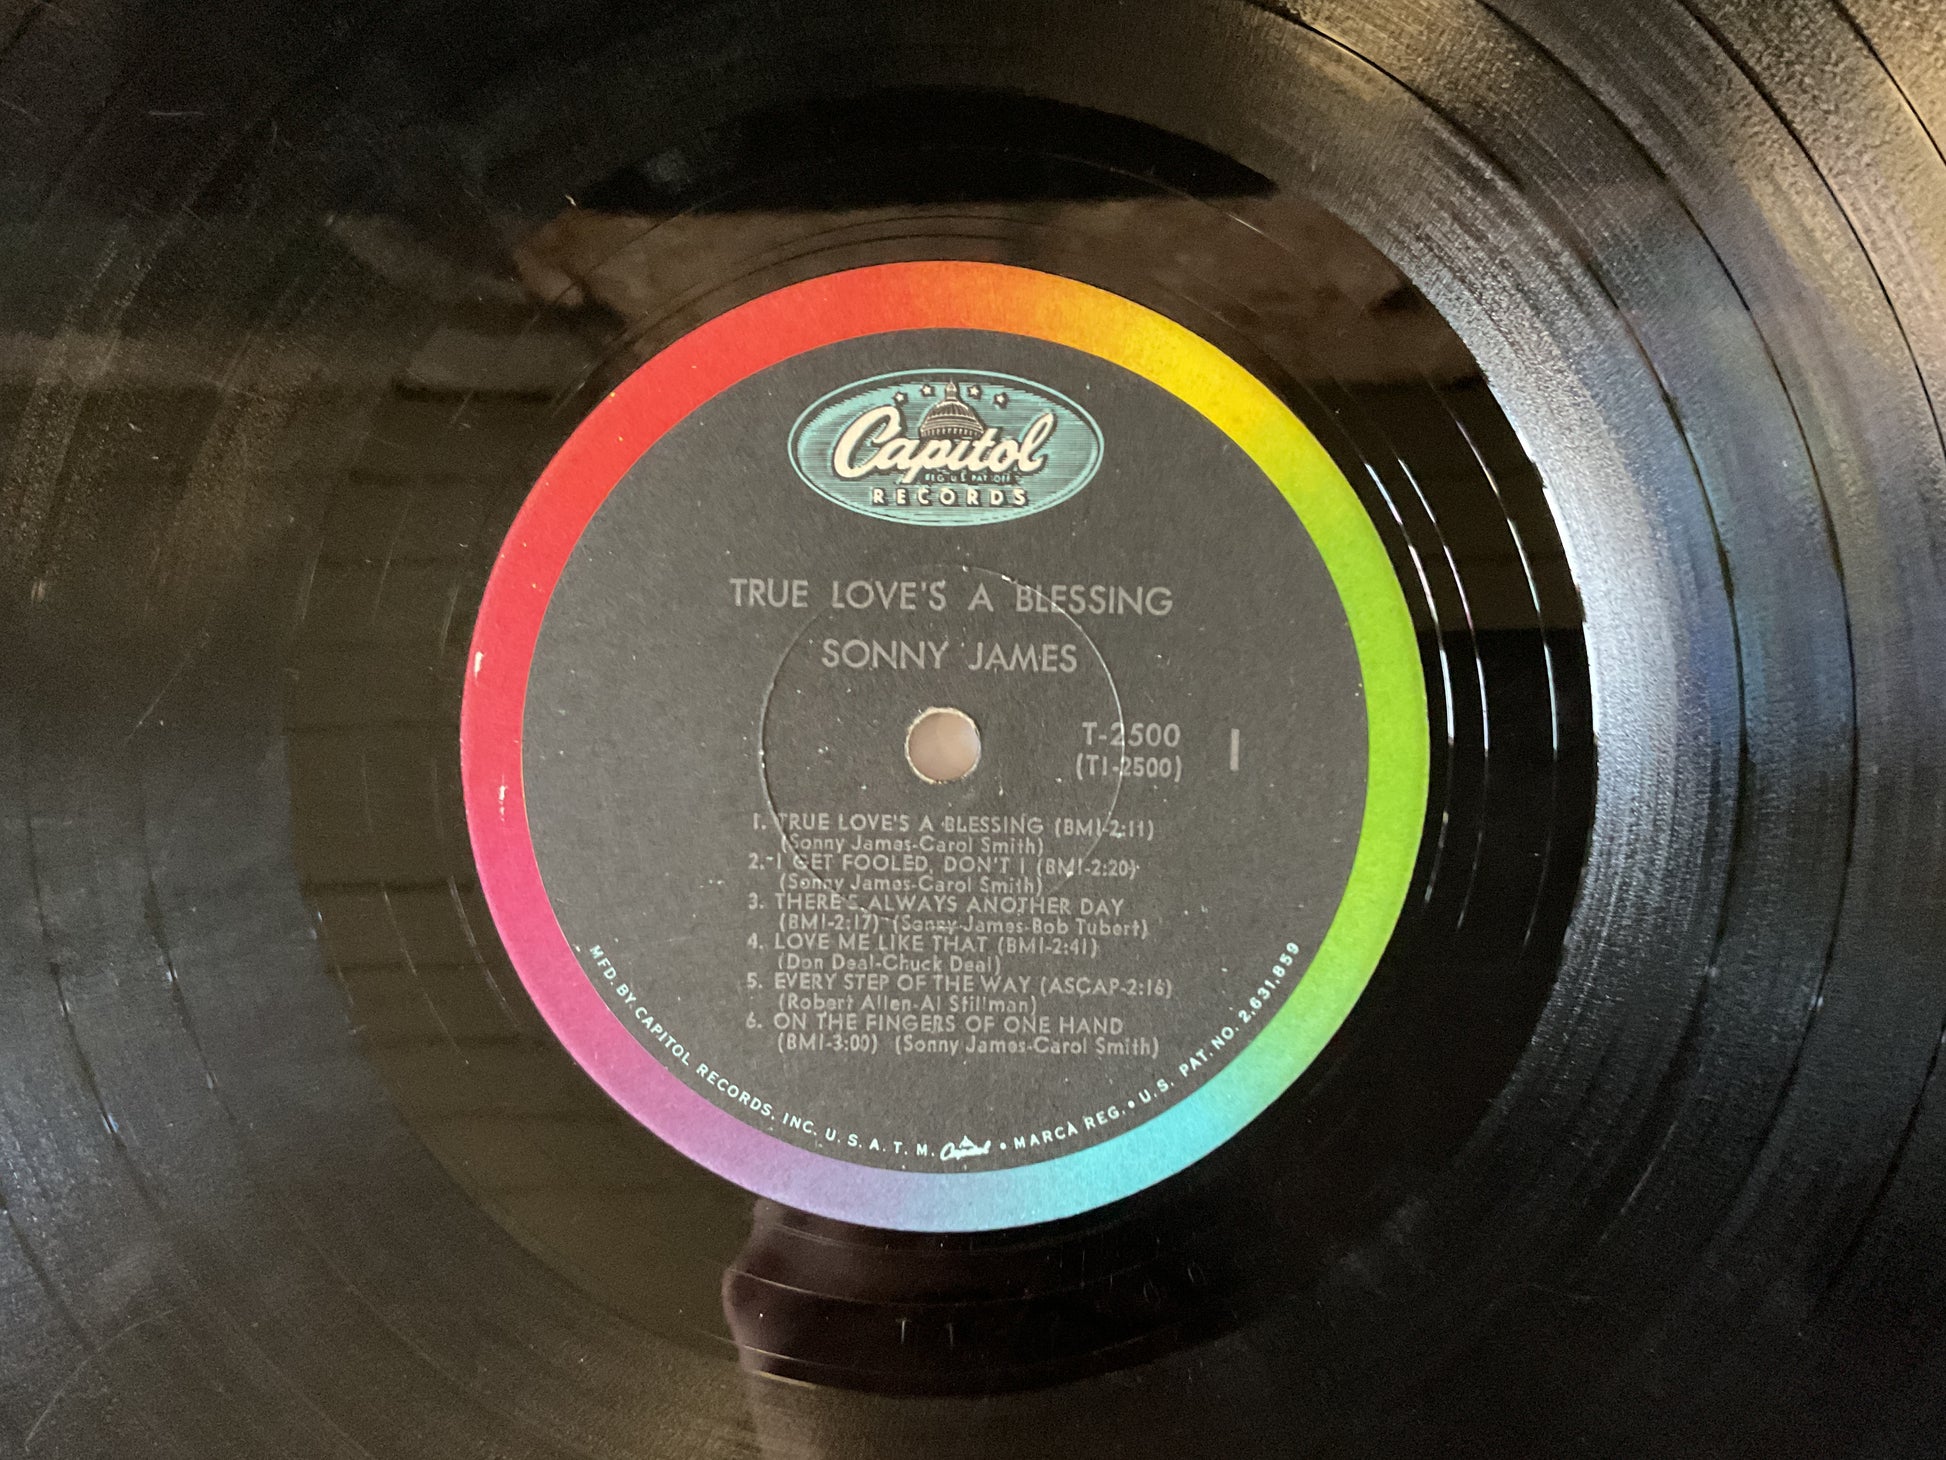 Capitol
REG. U.S. PAT. OFF.
RECORDS
TRUE LOVE'S A BLESSING
SONNY JAMES
T-2500
(T1-2500)
1
1. TRUE LOVE'S A BLESSING (BMI-2:11)
(Sonny James-Carol Smith)
2. I GET FOOLED, DON'T I (BMI-2:20)
(Sonny James-Carol Smith)
3. THERE'S ALWAYS ANOTHER DAY
(BMI-2:17) (Sonny James-Bob Tubert)
4. LOVE ME LIKE THAT (BMI-2:41)
(Don Deal-Chuck Deal)
5. EVERY STEP OF THE WAY (ASCAP-2:16)
(Robert Allen-Al Stillman)
6. ON THE FINGERS OF ONE HAND
(BMI-3:00) (Sonny James-Carol Smith)
MFD. BY CAPITOL RECORDS, INC. U.S.A. T.M. Capitol • MARCA REG. • U.S. PAT. NO. 2,631,859